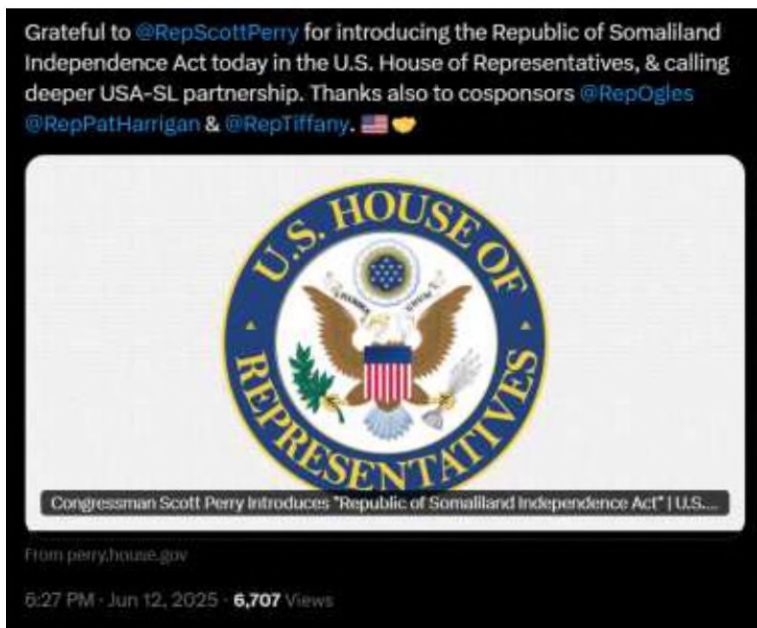 Grateful to @RepScottPerry for introducing the Republic of Somaliland
Independence Act today in the U.S. House of Representatives, & calling
deeper USA-SL partnership. Thanks also to cosponsors @RepOgles
@RepPatHarrigan & @RepTiffany. 🇺🇸🤝
U.S. HOUSE OF
REPRESENTATIVES
Congressman Scott Perry Introduces "Republic of Somaliland Independence Act" | U.S....
From perry.house.gov
6:27 PM · Jun 12, 2025 · 6,707 Views